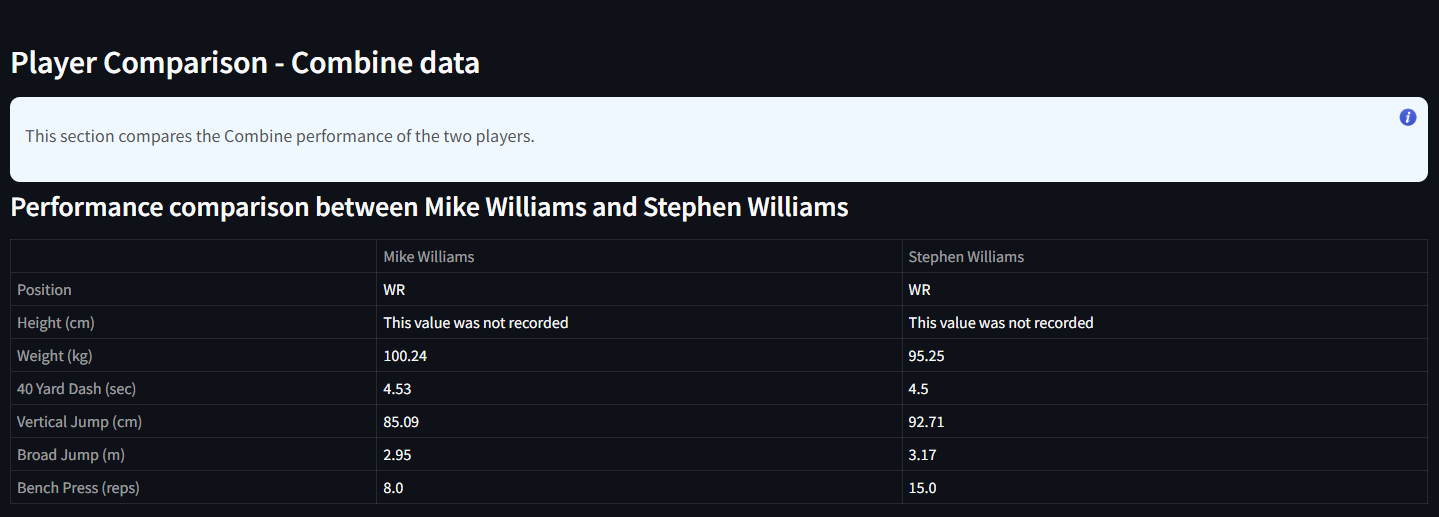 Player Comparison - Combine data
This section compares the Combine performance of the two players.
i
Performance comparison between Mike Williams and Stephen Williams
Mike Williams Stephen Williams
Position WR WR
Height (cm) This value was not recorded This value was not recorded
Weight (kg) 100.24 95.25
40 Yard Dash (sec) 4.53 4.5
Vertical Jump (cm) 85.09 92.71
Broad Jump (m) 2.95 3.17
Bench Press (reps) 8.0 15.0